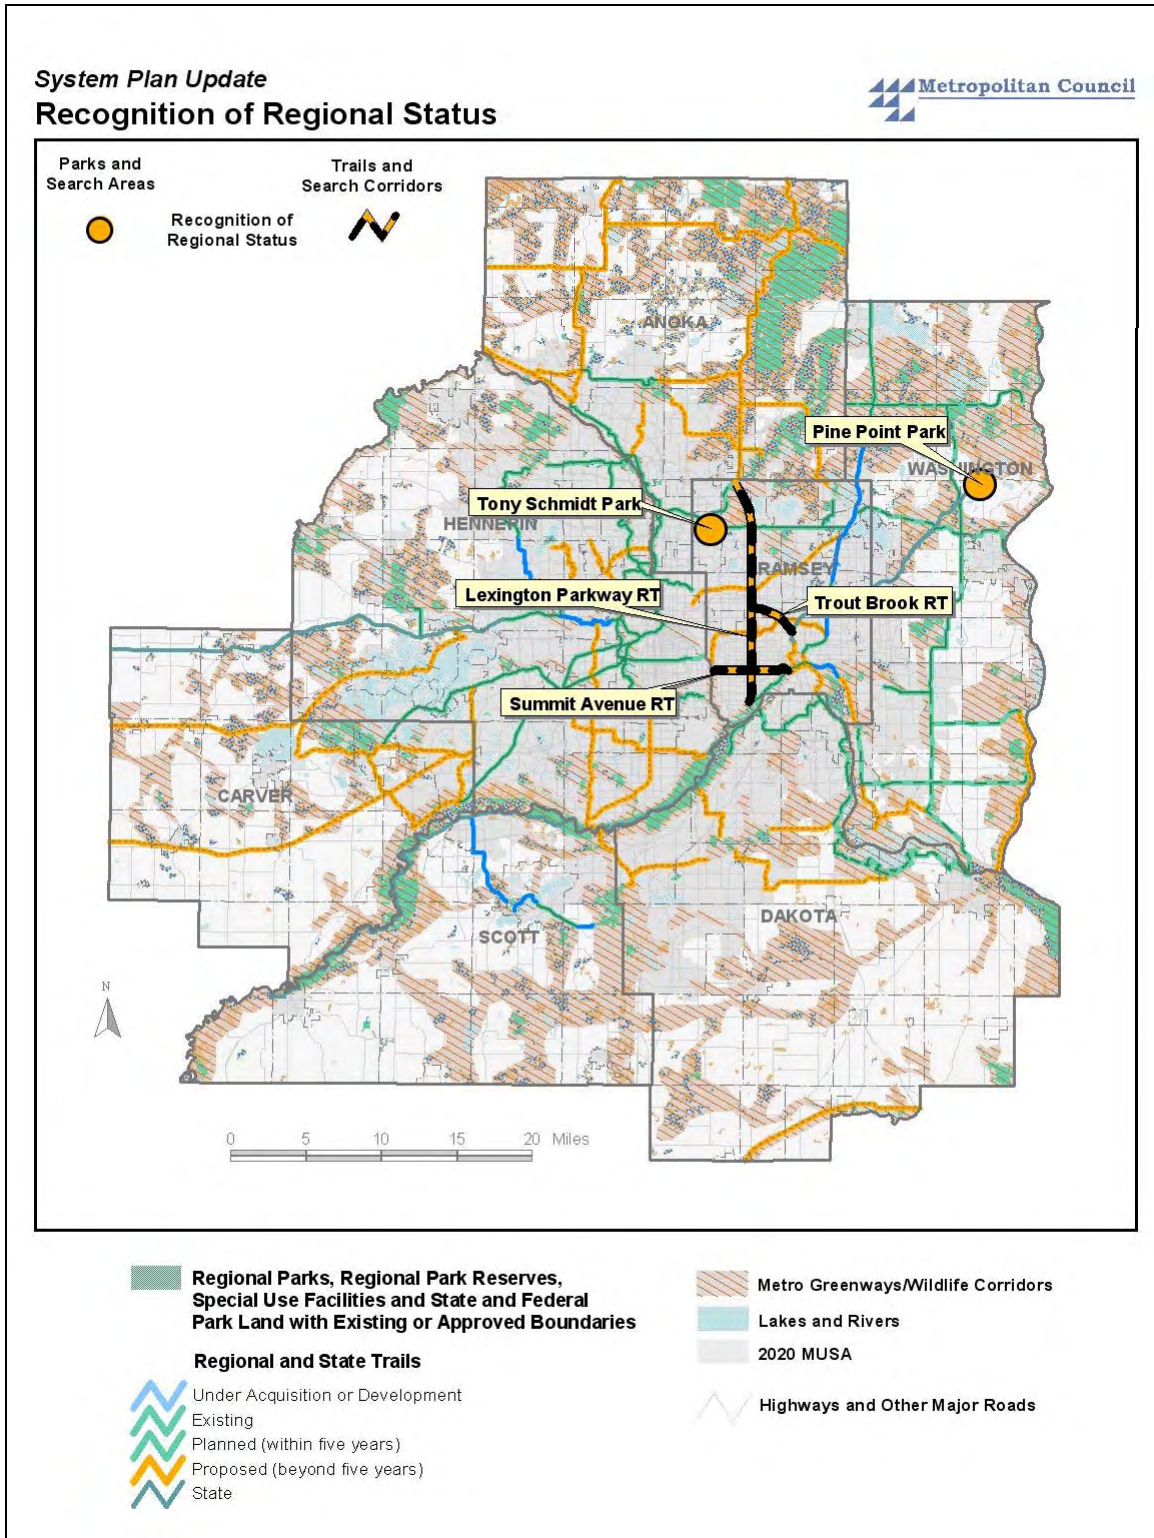 System Plan Update
Recognition of Regional Status
Metropolitan Council
Parks and
Search Areas
Trails and
Search Corridors
Recognition of
Regional Status
ANOKA
Pine Point Park
WASHINGTON
Tony Schmidt Park
HENNEPIN
RAMSEY
Lexington Parkway RT
Trout Brook RT
Summit Avenue RT
CARVER
DAKOTA
SCOTT
N
0 5 10 15 20 Miles
Regional Parks, Regional Park Reserves,
Special Use Facilities and State and Federal
Park Land with Existing or Approved Boundaries
Regional and State Trails
Under Acquisition or Development
Existing
Planned (within five years)
Proposed (beyond five years)
State
Metro Greenways/Wildlife Corridors
Lakes and Rivers
2020 MUSA
Highways and Other Major Roads